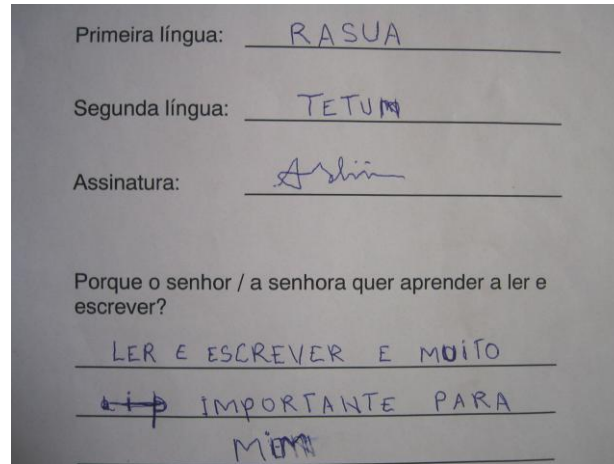 Primeira língua: RASUA
Segunda língua: TETUM
Assinatura:
Porque o senhor / a senhora quer aprender a ler e
escrever?
LER E ESCREVER E MUITO
IMPORTANTE PARA
MIM